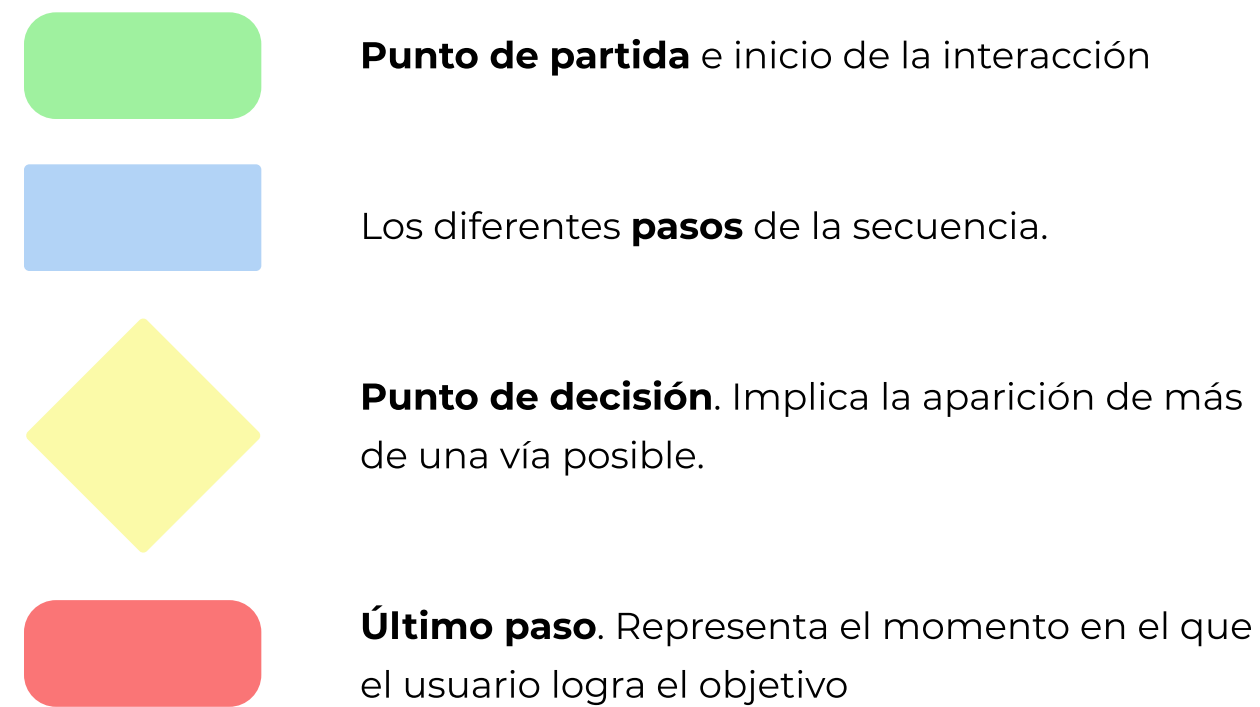 Punto de partida e inicio de la interacción
Los diferentes pasos de la secuencia.
Punto de decisión. Implica la aparición de más
de una vía posible.
Último paso. Representa el momento en el que
el usuario logra el objetivo